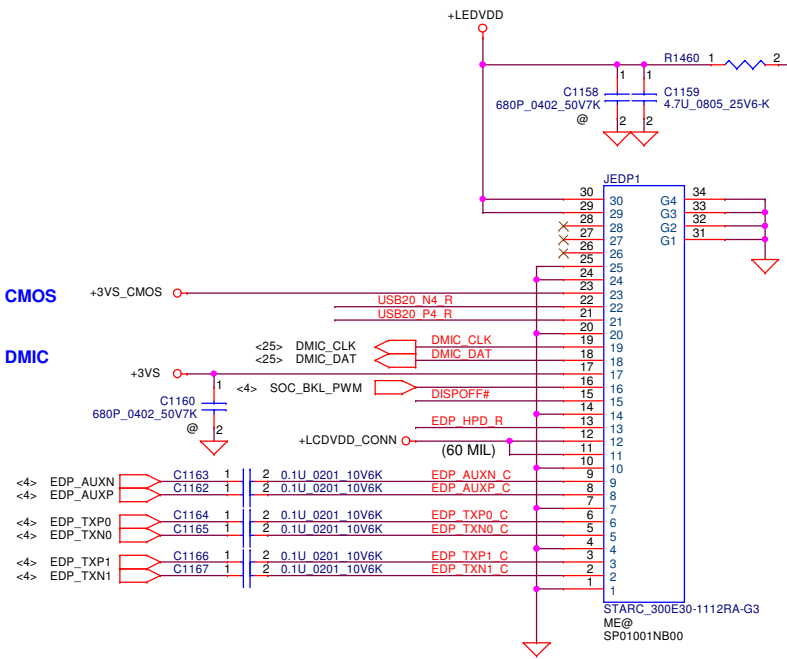 +LEDVDD
R1460 1 2
1 1
C1158 C1159
680P_0402_50V7K 4.7U_0805_25V6-K
@ 2 2
JEDP1
30 30 G4 34
29 29 G3 33
28 28 G2 32
27 27 G1 31
26 26
25 25
24 24
CMOS +3VS_CMOS 23 23
USB20_N4_R 22 22
USB20_P4_R 21 21
20 20
<25> DMIC_CLK DMIC_CLK 19 19
DMIC <25> DMIC_DAT DMIC_DAT 18 18
+3VS 17 17
1 <4> SOC_BKL_PWM 16 16
C1160 DISPOFF# 15 15
680P_0402_50V7K 14 14
@ 2 EDP_HPD_R 13 13
+LCDVDD_CONN 12 12
(60 MIL) 11 11
10 10
<4> EDP_AUXN C1163 1 2 0.1U_0201_10V6K EDP_AUXN_C 9 9
<4> EDP_AUXP C1162 1 2 0.1U_0201_10V6K EDP_AUXP_C 8 8
7 7
<4> EDP_TXP0 C1164 1 2 0.1U_0201_10V6K EDP_TXP0_C 6 6
<4> EDP_TXN0 C1165 1 2 0.1U_0201_10V6K EDP_TXN0_C 5 5
4 4
<4> EDP_TXP1 C1166 1 2 0.1U_0201_10V6K EDP_TXP1_C 3 3
<4> EDP_TXN1 C1167 1 2 0.1U_0201_10V6K EDP_TXN1_C 2 2
1 1
STARC_300E30-1112RA-G3
ME@
SP01001NB00